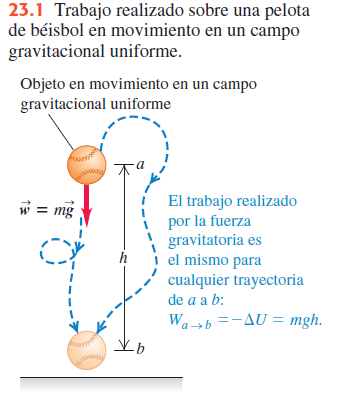 23.1 Trabajo realizado sobre una pelota
de béisbol en movimiento en un campo
gravitacional uniforme.
Objeto en movimiento en un campo
gravitacional uniforme
a
w⃗ = mg⃗
h
El trabajo realizado
por la fuerza
gravitatoria es
el mismo para
cualquier trayectoria
de a a b:
Wa→b = −ΔU = mgh.
b